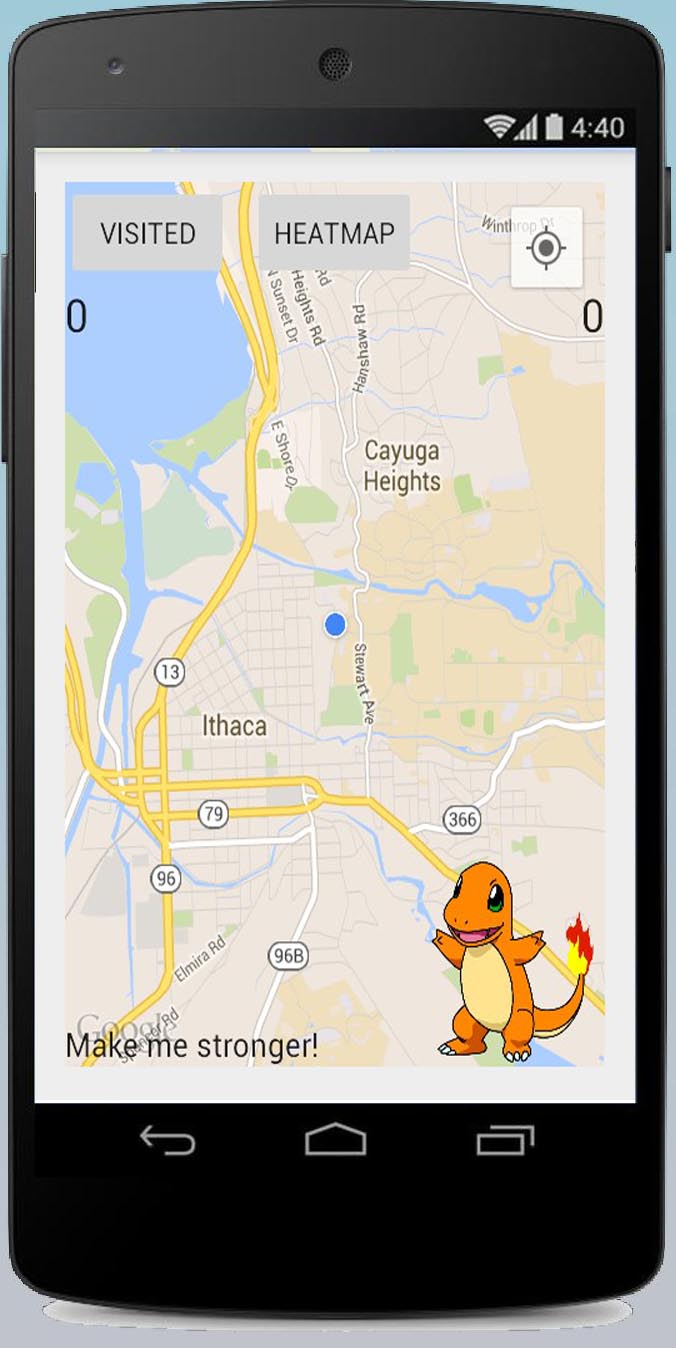 4:40
VISITED
HEATMAP
Winthrop Dr
0
0
N Sunset Dr
Heights Rd
Rd
Hanshaw Rd
E Shore Dr
Cayuga
Heights
13
Stewart Ave
Ithaca
79
366
96
96B
Elmira Rd
Google
Spencer Rd
Make me stronger!